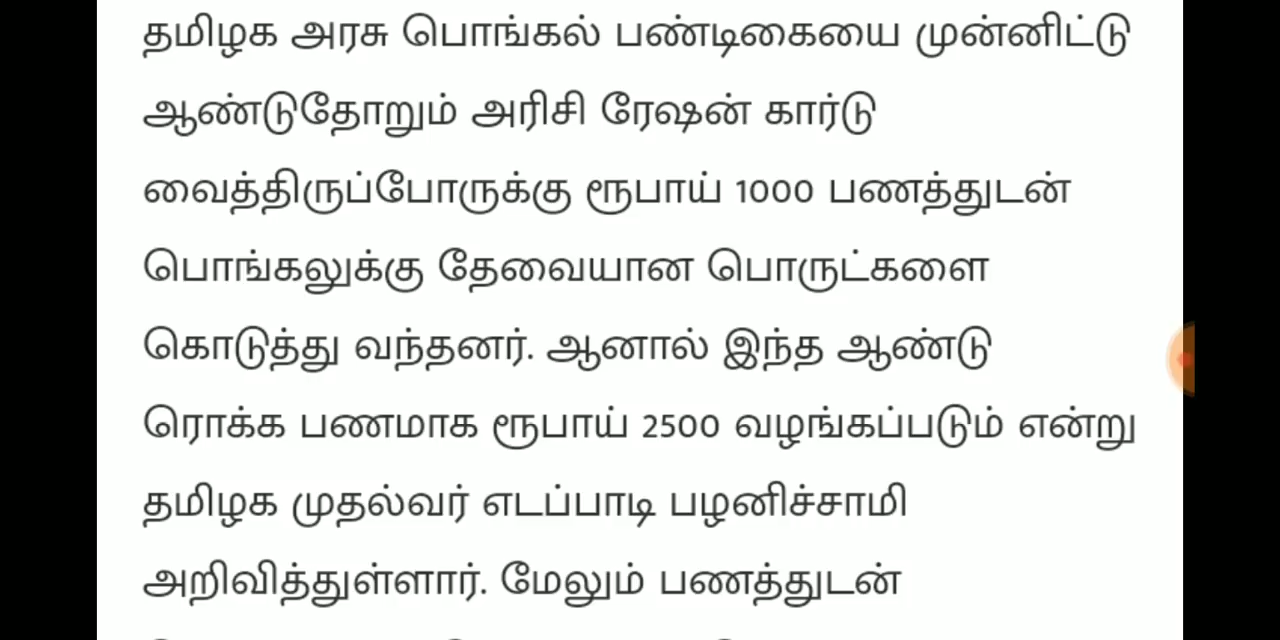 தமிழக அரசு பொங்கல் பண்டிகையை முன்னிட்டு
ஆண்டுதோறும் அரிசி ரேஷன் கார்டு
வைத்திருப்போருக்கு ரூபாய் 1000 பணத்துடன்
பொங்கலுக்கு தேவையான பொருட்களை
கொடுத்து வந்தனர். ஆனால் இந்த ஆண்டு
ரொக்க பணமாக ரூபாய் 2500 வழங்கப்படும் என்று
தமிழக முதல்வர் எடப்பாடி பழனிச்சாமி
அறிவித்துள்ளார். மேலும் பணத்துடன்